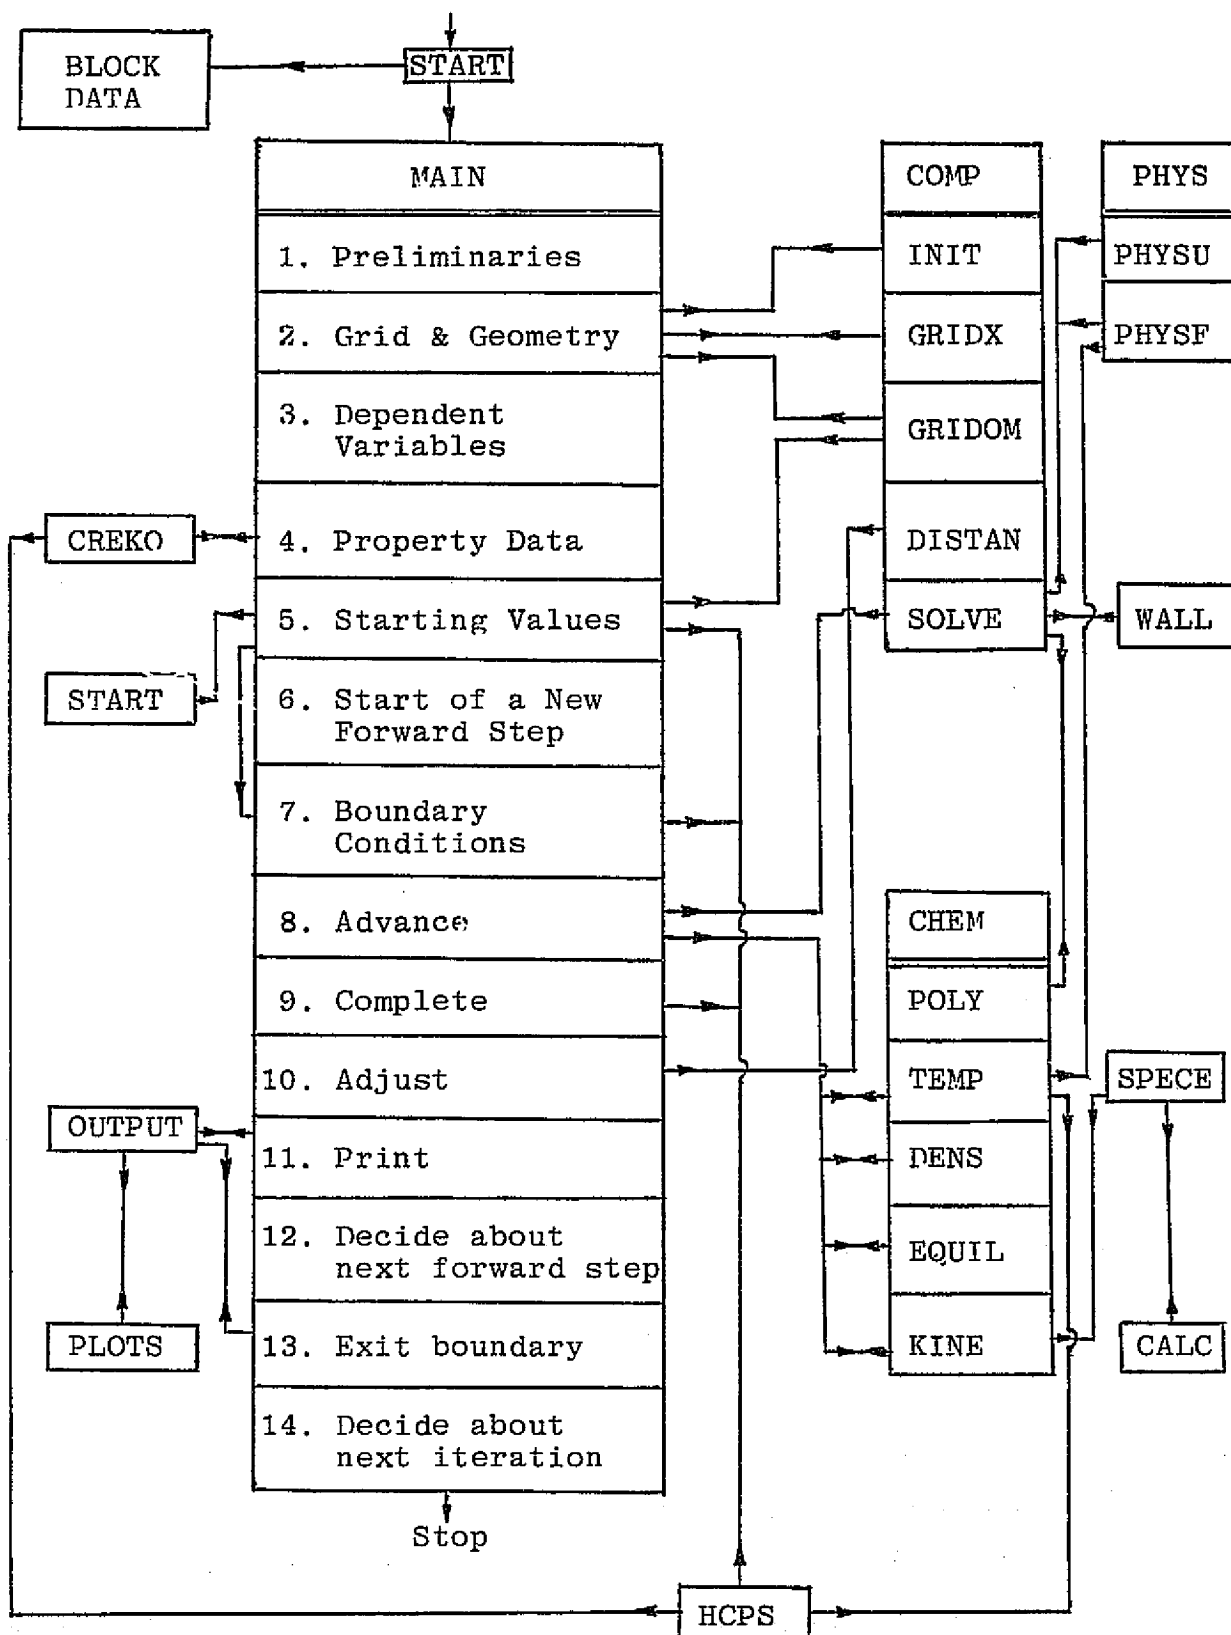 BLOCK
DATA
START
MAIN
1. Preliminaries
2. Grid & Geometry
3. Dependent
Variables
4. Property Data
5. Starting Values
6. Start of a New
Forward Step
7. Boundary
Conditions
8. Advance
9. Complete
10. Adjust
11. Print
12. Decide about
next forward step
13. Exit boundary
14. Decide about
next iteration
Stop
CREKO
START
OUTPUT
PLOTS
COMP
INIT
GRIDX
GRIDOM
DISTAN
SOLVE
PHYS
PHYSU
PHYSF
WALL
CHEM
POLY
TEMP
DENS
EQUIL
KINE
SPECE
CALC
HCPS